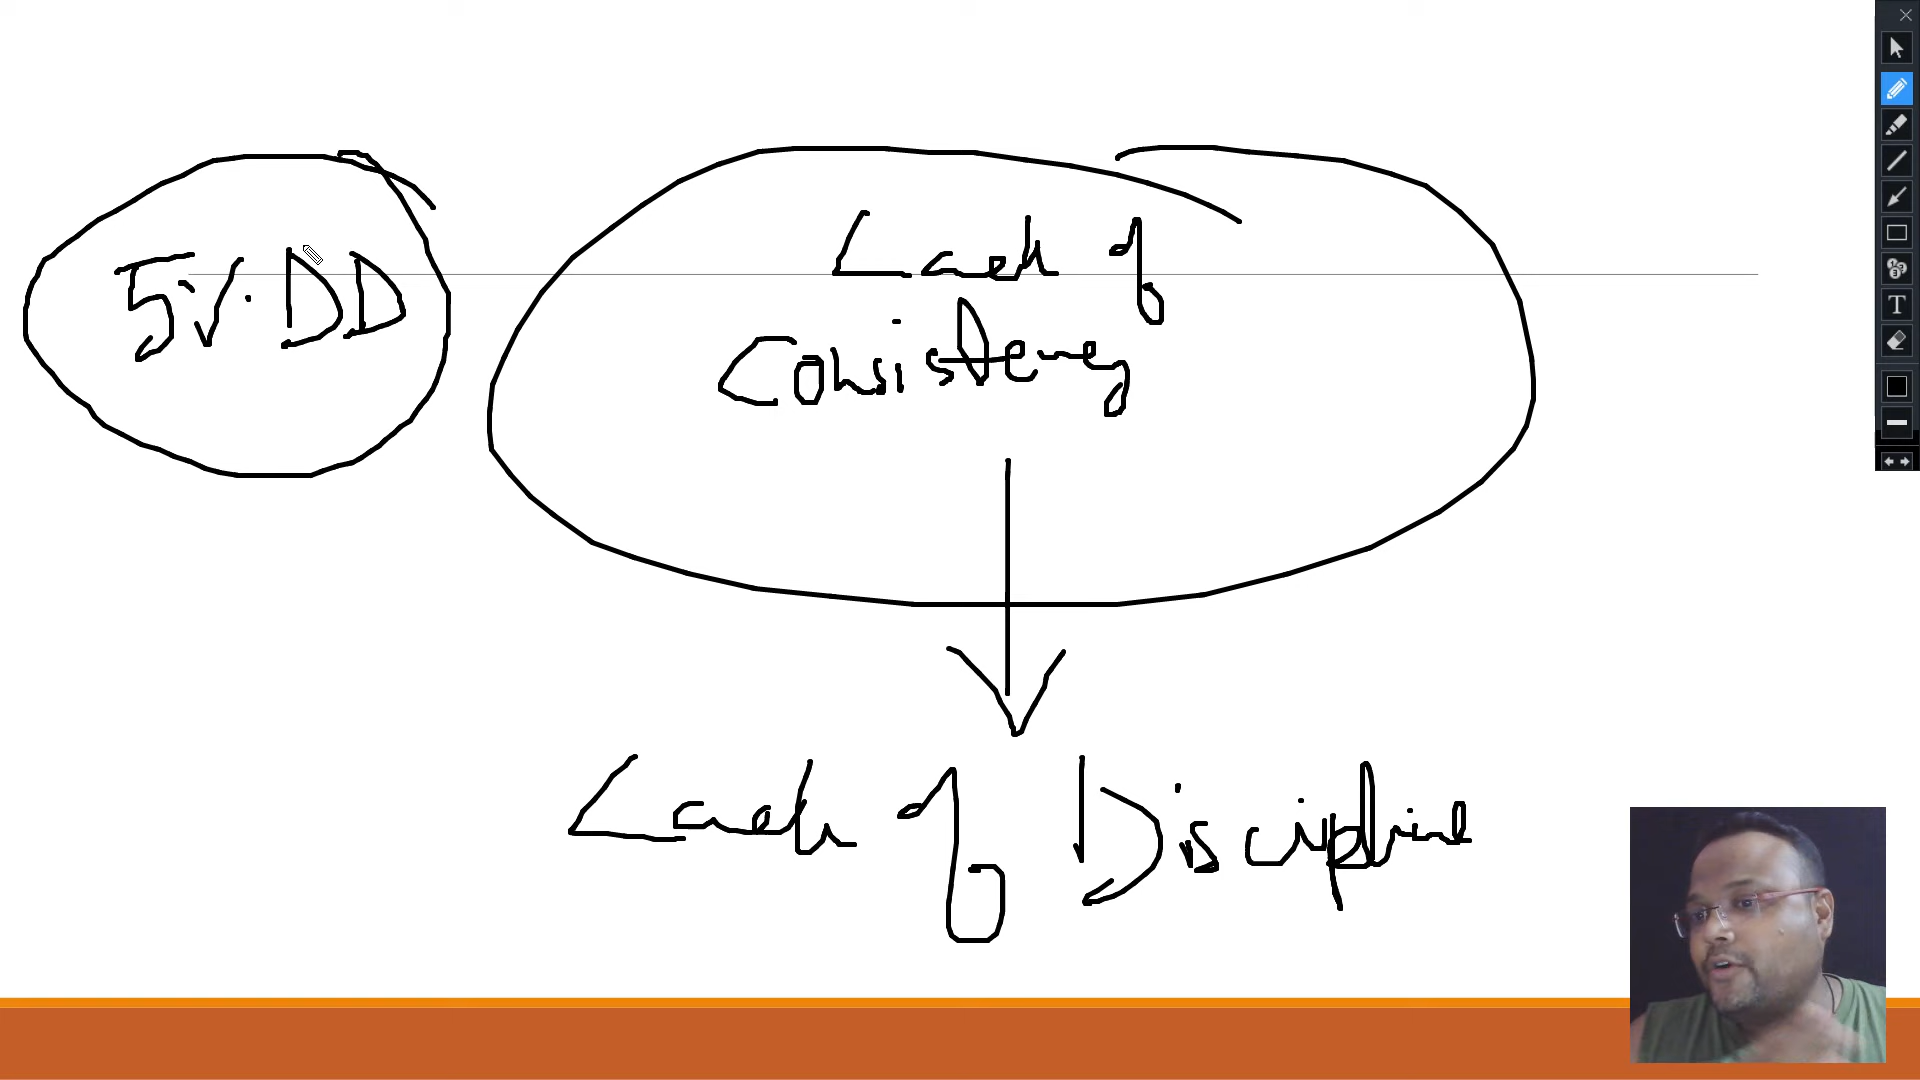 5% DD
Lack of
Consistency
Lack of Discipline
T